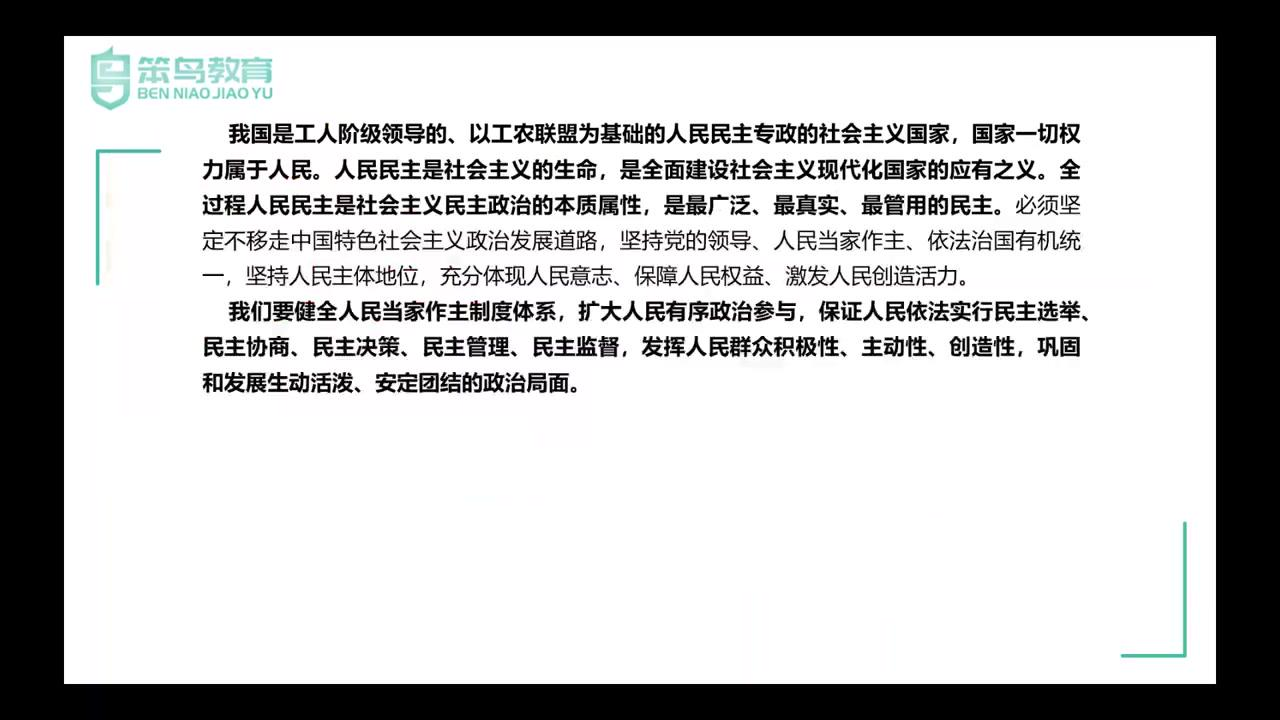 笨鸟教育
BEN NIAO JIAO YU
我国是工人阶级领导的、以工农联盟为基础的人民民主专政的社会主义国家，国家一切权
力属于人民。人民民主是社会主义的生命，是全面建设社会主义现代化国家的应有之义。全
过程人民民主是社会主义民主政治的本质属性，是最广泛、最真实、最管用的民主。必须坚
定不移走中国特色社会主义政治发展道路，坚持党的领导、人民当家作主、依法治国有机统
一，坚持人民主体地位，充分体现人民意志、保障人民权益、激发人民创造活力。
我们要健全人民当家作主制度体系，扩大人民有序政治参与，保证人民依法实行民主选举、
民主协商、民主决策、民主管理、民主监督，发挥人民群众积极性、主动性、创造性，巩固
和发展生动活泼、安定团结的政治局面。